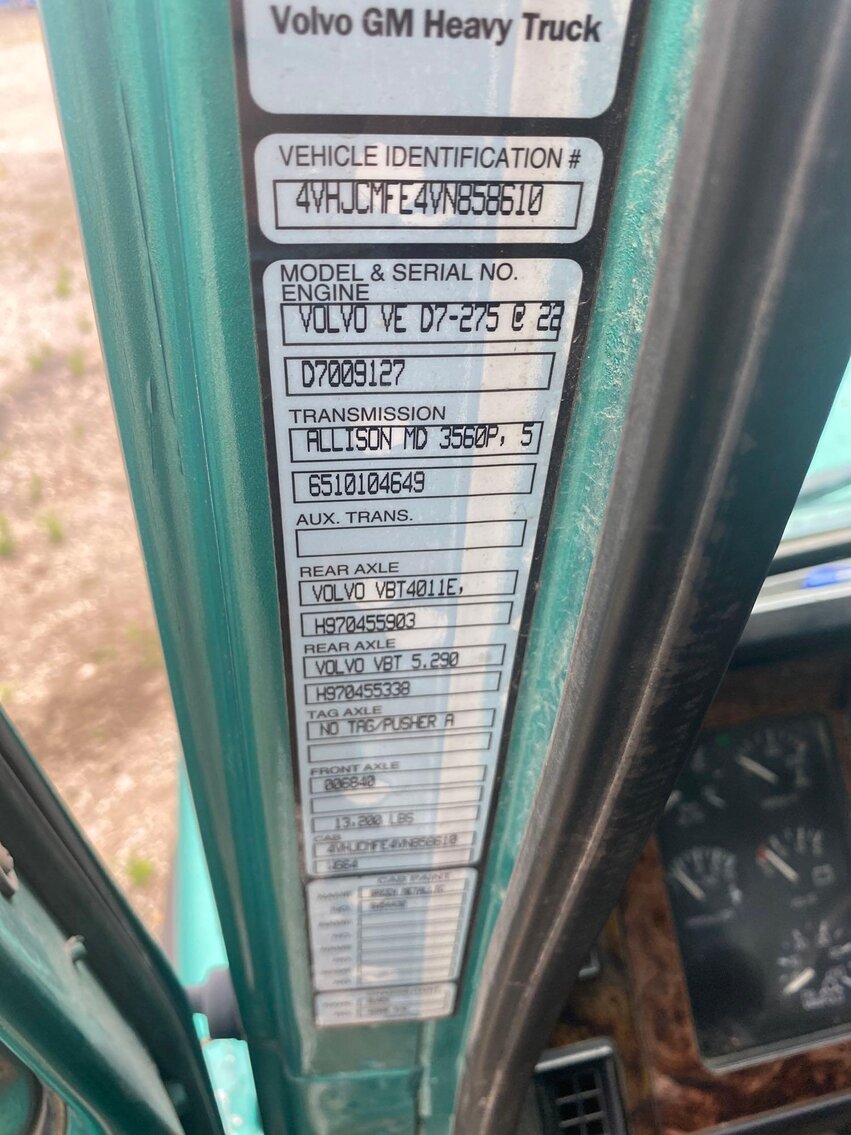 Volvo GM Heavy Truck
VEHICLE IDENTIFICATION #
4VHJCMFE4VN858610
MODEL & SERIAL NO.
ENGINE
VOLVO VE D7-275 @ 22
D7009127
TRANSMISSION
ALLISON MD 3560P, 5
6510104649
AUX. TRANS.
REAR AXLE
VOLVO VBT4011E,
H970455903
REAR AXLE
VOLVO VBT 5.290
H970455338
TAG AXLE
NO TAG/PUSHER A
FRONT AXLE
006840
13,200 LBS
CAB
4VHJCMFE4VN858610
CAB PAINT